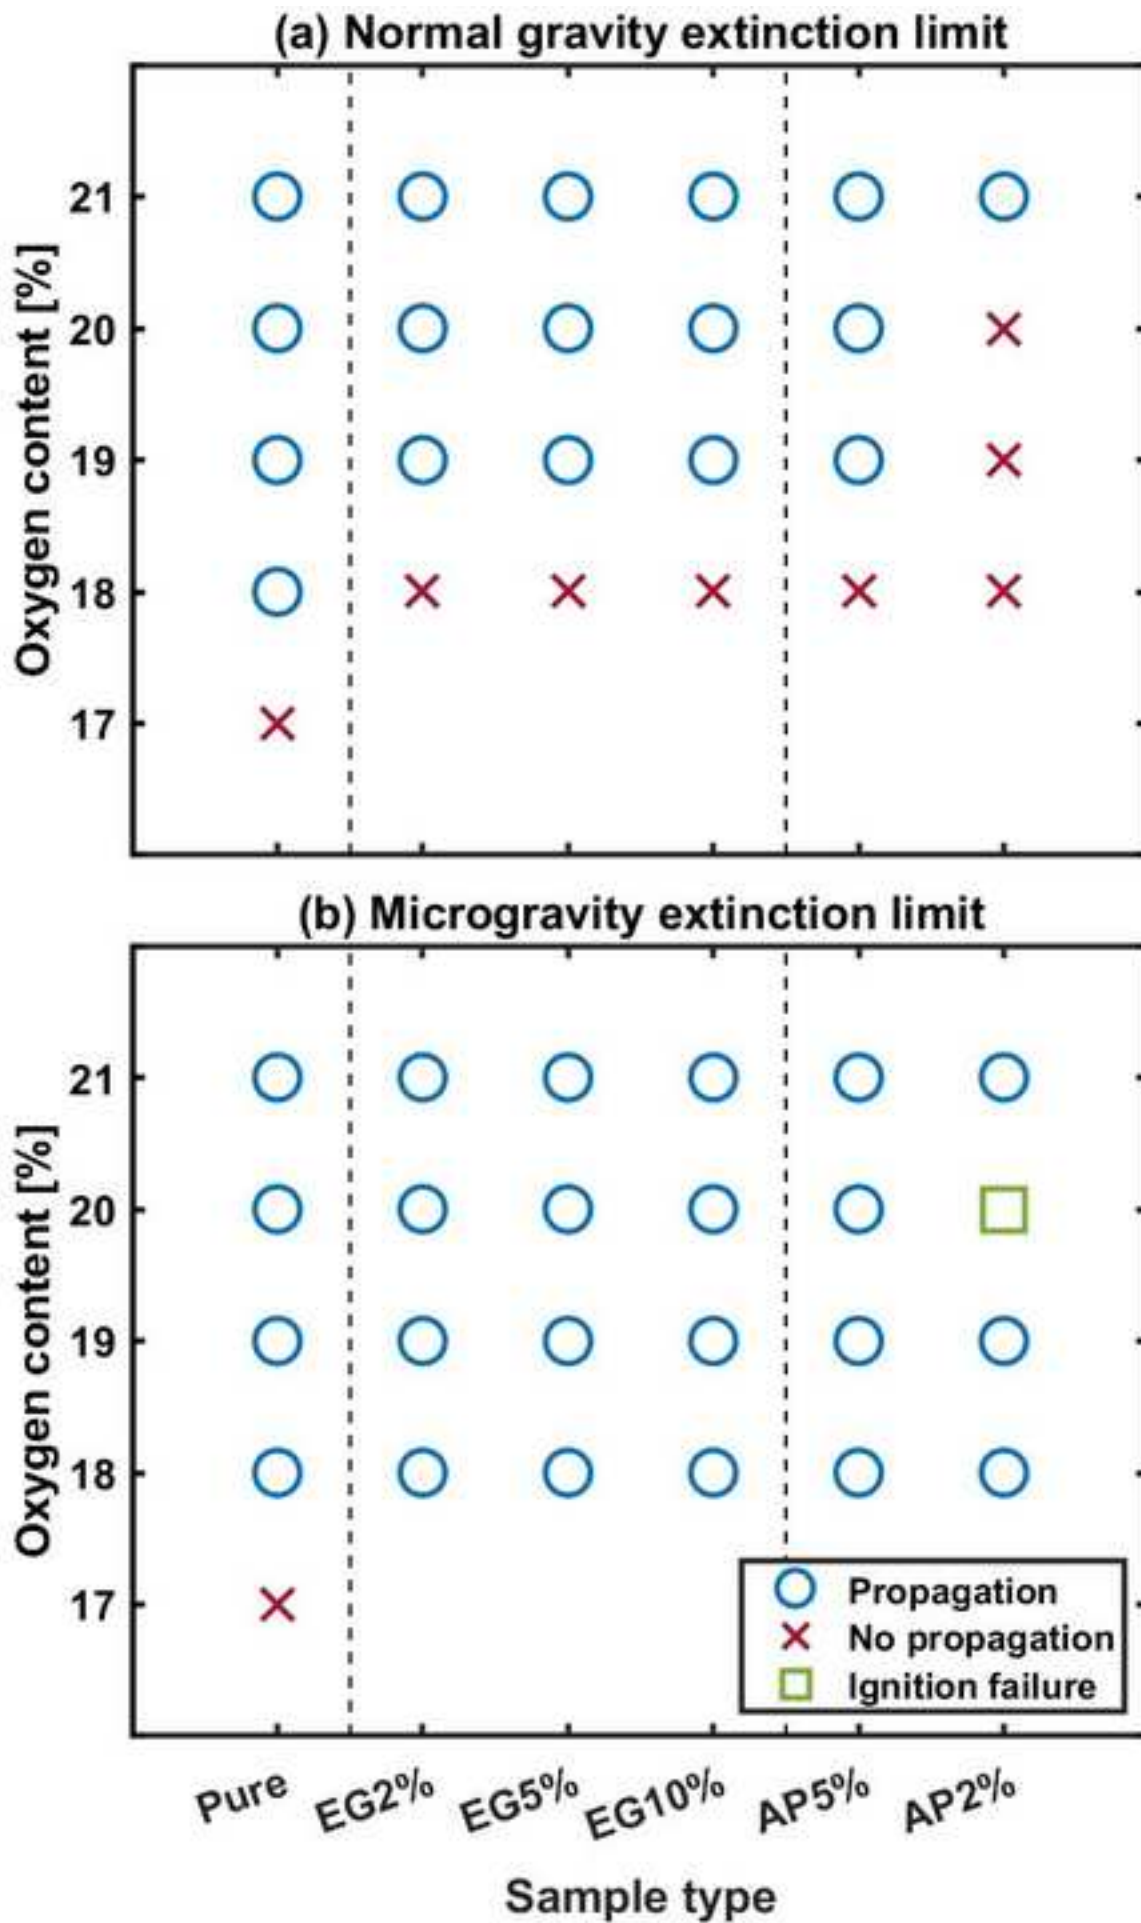 (a) Normal gravity extinction limit
21
20
19
18
17
Oxygen content [%]
(b) Microgravity extinction limit
21
20
19
18
17
Oxygen content [%]
Propagation
No propagation
Ignition failure
Pure EG2% EG5% EG10% AP5% AP2%
Sample type